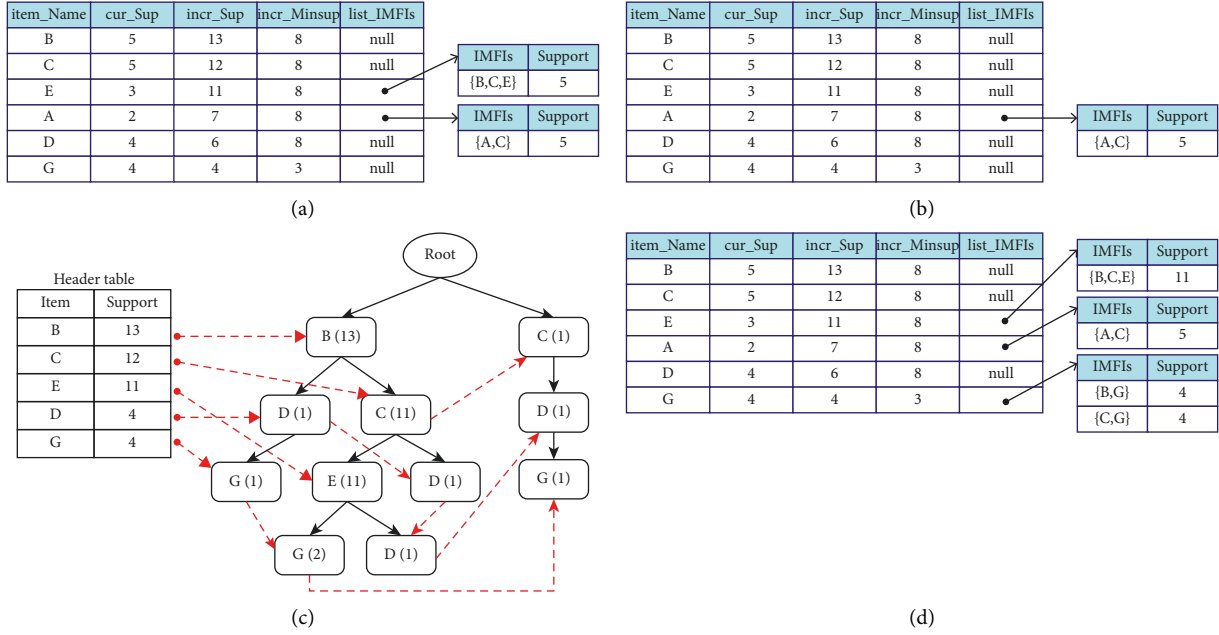 item_Name cur_Sup incr_Sup incr_Minsup list_IMFIs
B 5 13 8 null
C 5 12 8 null
E 3 11 8
A 2 7 8
D 4 6 8 null
G 4 4 3 null
IMFIs Support
{B,C,E} 5
IMFIs Support
{A,C} 5
(a)
item_Name cur_Sup incr_Sup incr_Minsup list_IMFIs
B 5 13 8 null
C 5 12 8 null
E 3 11 8 null
A 2 7 8
D 4 6 8 null
G 4 4 3 null
IMFIs Support
{A,C} 5
(b)
Header table
Item Support
B 13
C 12
E 11
D 4
G 4
Root
B (13) C (1)
D (1) C (11) D (1)
G (1) E (11) D (1) G (1)
G (2) D (1)
(c)
item_Name cur_Sup incr_Sup incr_Minsup list_IMFIs
B 5 13 8 null
C 5 12 8 null
E 3 11 8
A 2 7 8
D 4 6 8 null
G 4 4 3
IMFIs Support
{B,C,E} 11
IMFIs Support
{A,C} 5
IMFIs Support
{B,G} 4
{C,G} 4
(d)